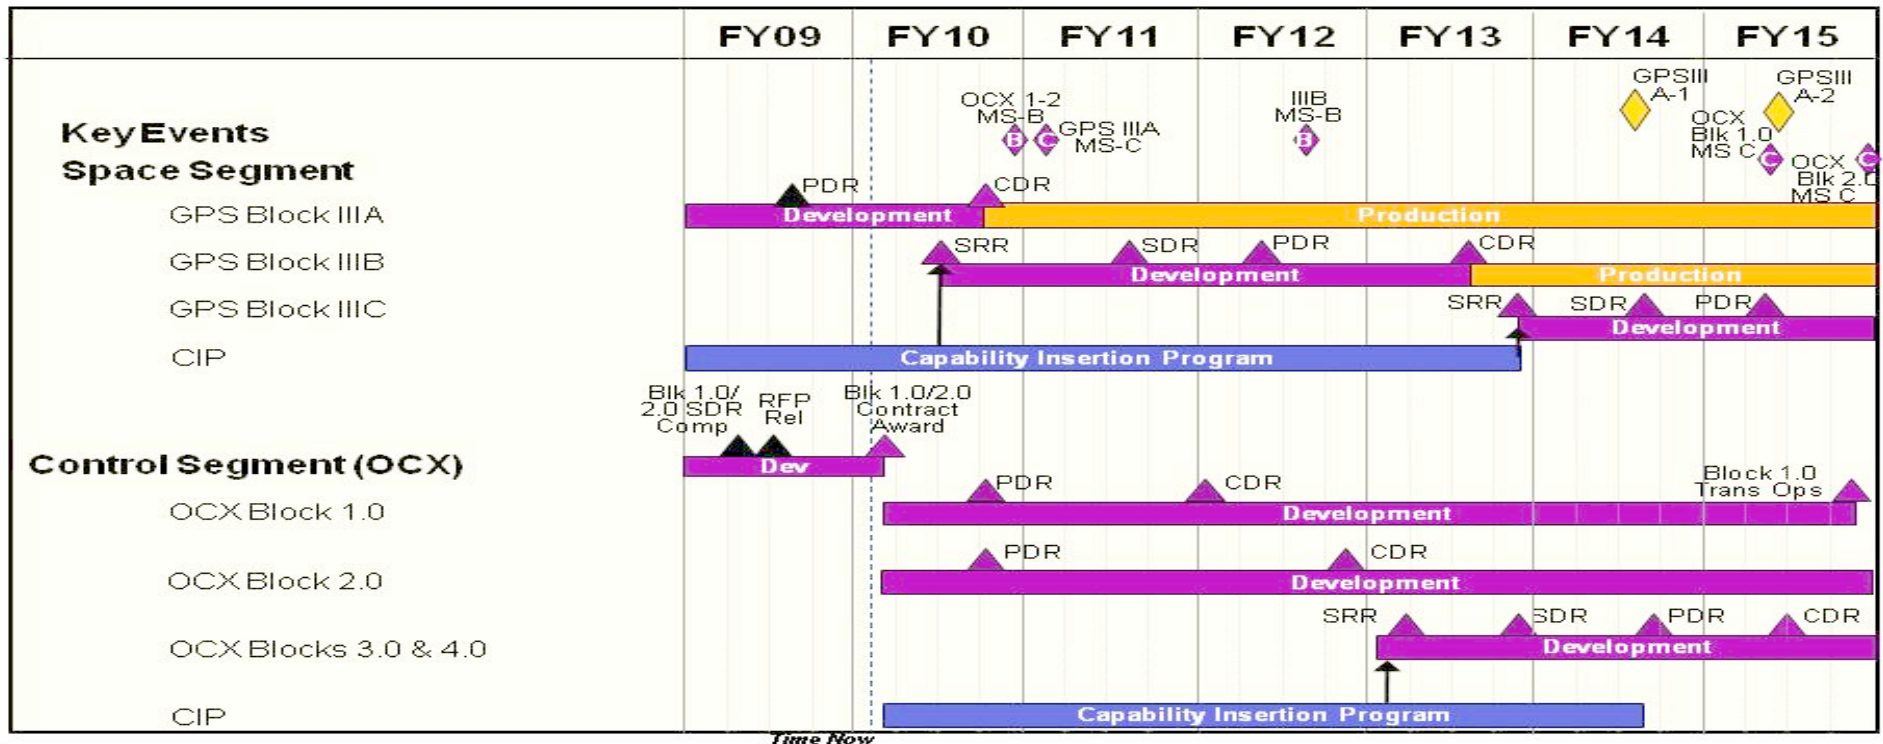 FY09 FY10 FY11 FY12 FY13 FY14 FY15
GPSIII
A-1
GPSIII
A-2
OCX 1-2
MS-B
B
C
GPS IIIA
MS-C
IIIB
MS-B
B
OCX
Blk 1.0
MS C
C
OCX
Blk 2.0
MS C
C
Key Events
Space Segment
PDR
CDR
GPS Block IIIA
Development
Production
SRR
SDR
PDR
CDR
GPS Block IIIB
Development
Production
SRR
SDR
PDR
GPS Block IIIC
Development
CIP
Capability Insertion Program
Blk 1.0/
2.0 SDR
Comp
RFP
Rel
Blk 1.0/2.0
Contract
Award
Control Segment (OCX)
Dev
PDR
CDR
Block 1.0
Trans Ops
OCX Block 1.0
Development
PDR
CDR
OCX Block 2.0
Development
SRR
SDR
PDR
CDR
OCX Blocks 3.0 & 4.0
Development
CIP
Capability Insertion Program
Time Now